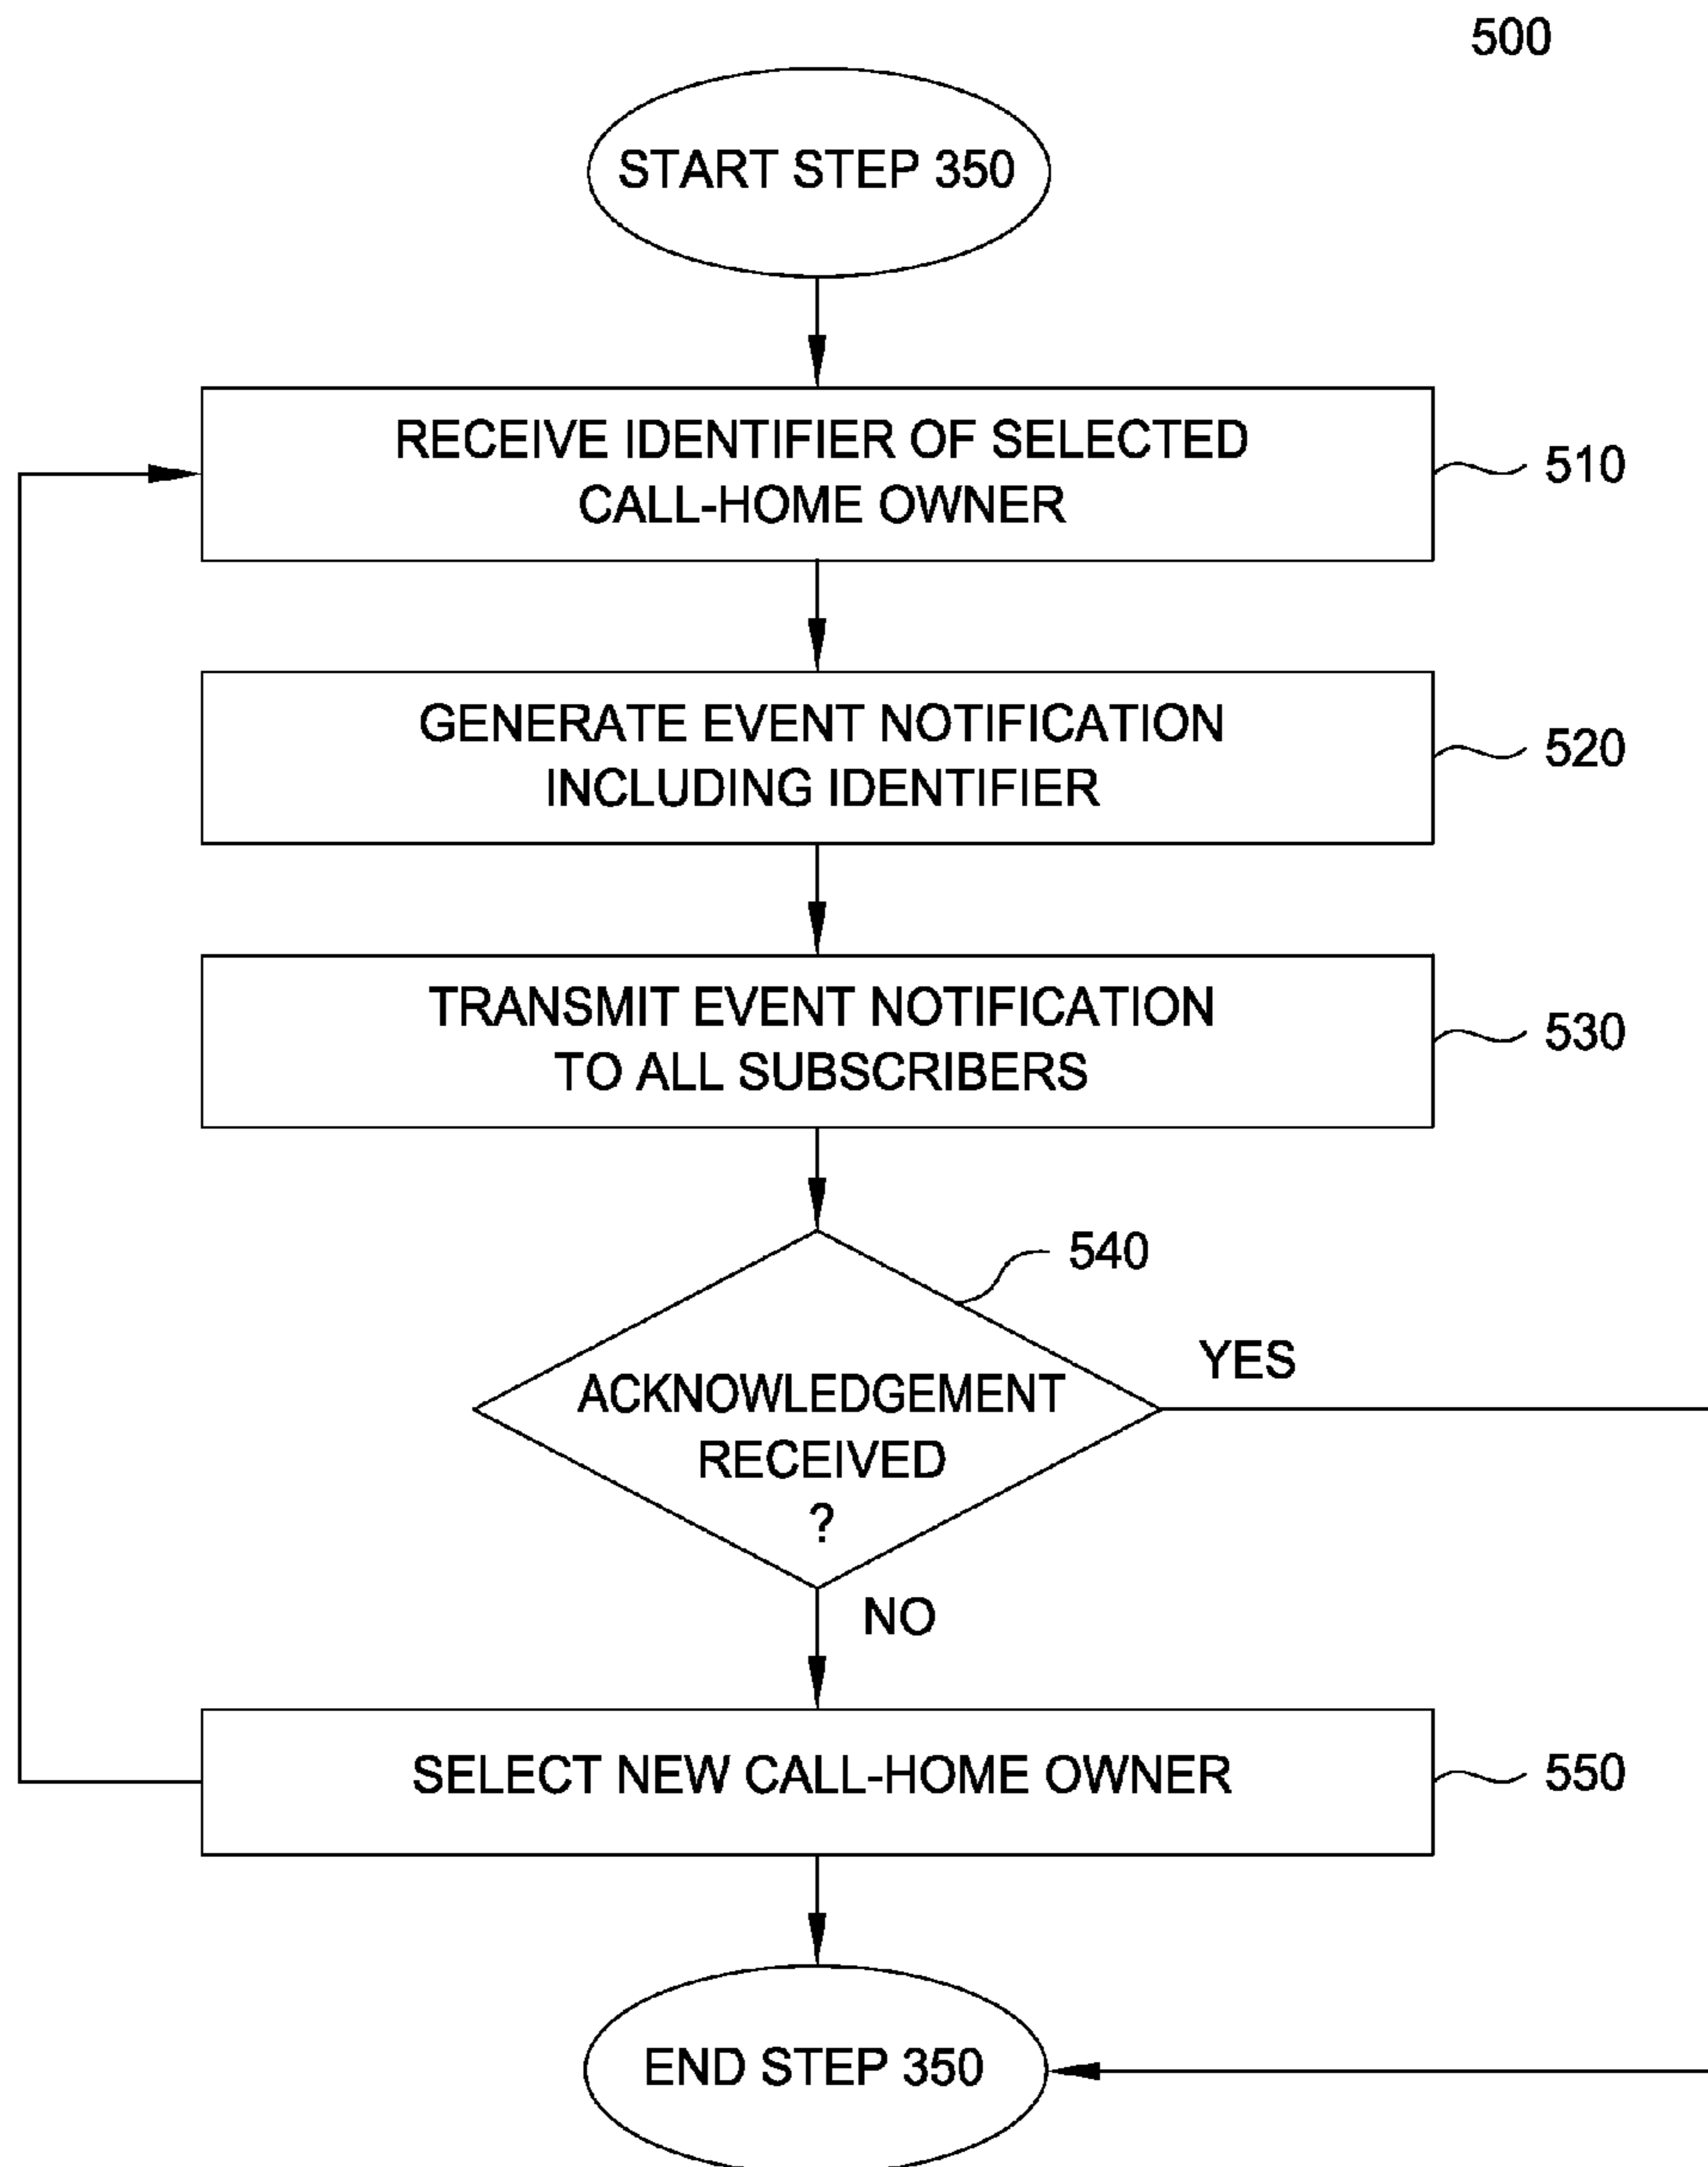 500
START STEP 350
RECEIVE IDENTIFIER OF SELECTED
CALL-HOME OWNER
510
GENERATE EVENT NOTIFICATION
INCLUDING IDENTIFIER
520
TRANSMIT EVENT NOTIFICATION
TO ALL SUBSCRIBERS
530
540
YES
ACKNOWLEDGEMENT
RECEIVED
?
NO
SELECT NEW CALL-HOME OWNER
550
END STEP 350